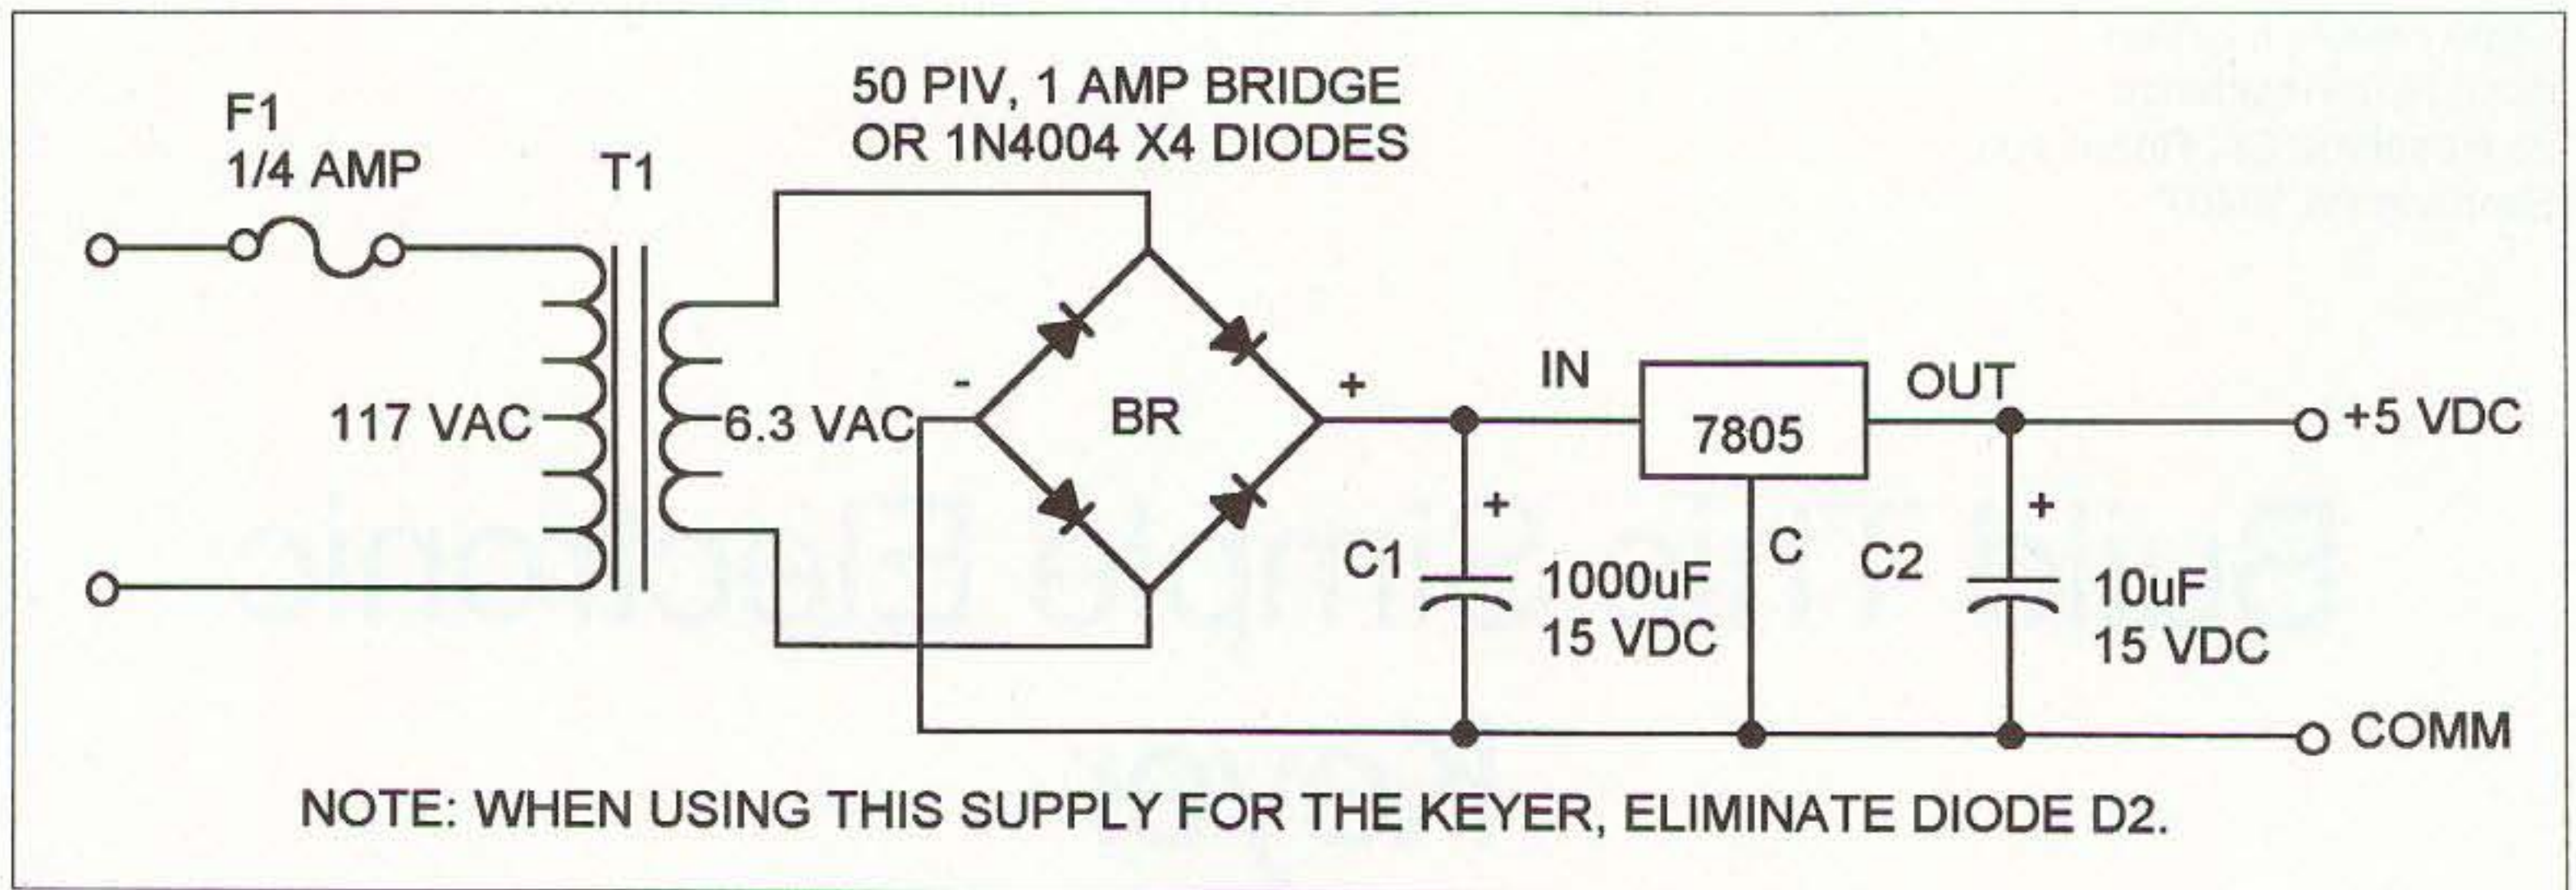 F1
1/4 AMP
T1
50 PIV, 1 AMP BRIDGE
OR 1N4004 X4 DIODES
117 VAC
6.3 VAC
-
BR
+
IN
7805
OUT
+5 VDC
C1
+
1000uF
15 VDC
C
C2
+
10uF
15 VDC
COMM
NOTE: WHEN USING THIS SUPPLY FOR THE KEYER, ELIMINATE DIODE D2.